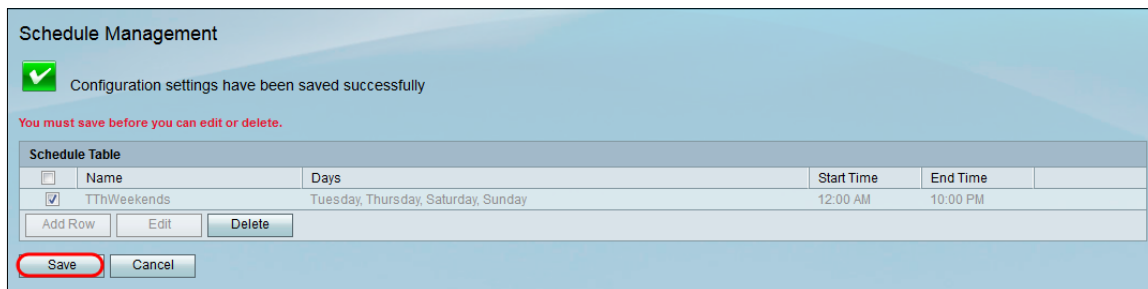 Schedule Management
Configuration settings have been saved successfully
You must save before you can edit or delete.
Schedule Table
Name Days Start Time End Time
TThWeekends Tuesday, Thursday, Saturday, Sunday 12:00 AM 10:00 PM
Add Row Edit Delete
Save Cancel